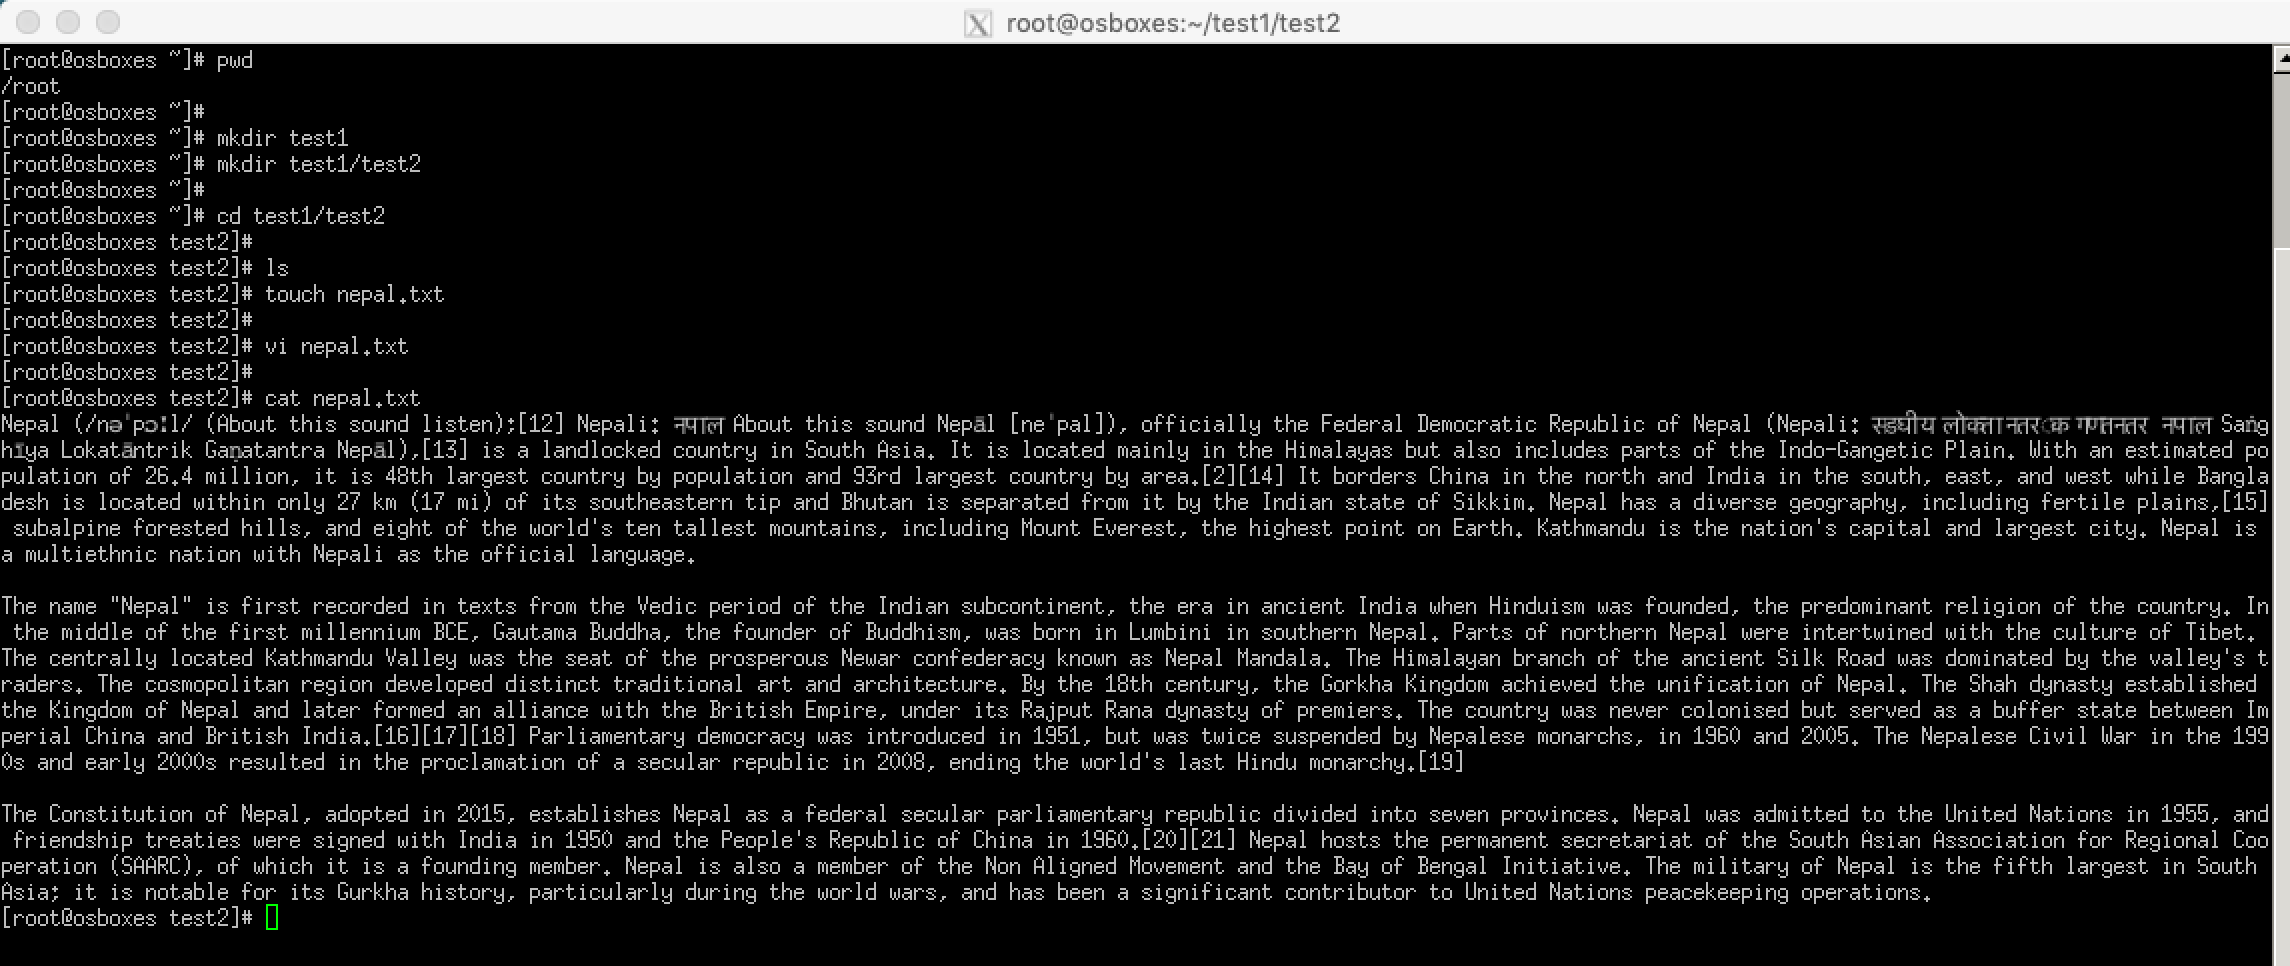 root@osboxes:~/test1/test2
[root@osboxes ~]# pwd
/root
[root@osboxes ~]#
[root@osboxes ~]# mkdir test1
[root@osboxes ~]# mkdir test1/test2
[root@osboxes ~]#
[root@osboxes ~]# cd test1/test2
[root@osboxes test2]#
[root@osboxes test2]# ls
[root@osboxes test2]# touch nepal.txt
[root@osboxes test2]#
[root@osboxes test2]# vi nepal.txt
[root@osboxes test2]#
[root@osboxes test2]# cat nepal.txt
Nepal (/nəˈpɔːl/ (About this sound listen);[12] Nepali: नपाल About this sound Nepāl [neˈpal]), officially the Federal Democratic Republic of Nepal (Nepali: नपाल Saṅg
hīya Lokatāntrik Gaṇatantra Nepāl),[13] is a landlocked country in South Asia. It is located mainly in the Himalayas but also includes parts of the Indo-Gangetic Plain. With an estimated po
pulation of 26.4 million, it is 48th largest country by population and 93rd largest country by area.[2][14] It borders China in the north and India in the south, east, and west while Bangla
desh is located within only 27 km (17 mi) of its southeastern tip and Bhutan is separated from it by the Indian state of Sikkim. Nepal has a diverse geography, including fertile plains,[15]
 subalpine forested hills, and eight of the world's ten tallest mountains, including Mount Everest, the highest point on Earth. Kathmandu is the nation's capital and largest city. Nepal is
a multiethnic nation with Nepali as the official language.
The name "Nepal" is first recorded in texts from the Vedic period of the Indian subcontinent, the era in ancient India when Hinduism was founded, the predominant religion of the country. In
 the middle of the first millennium BCE, Gautama Buddha, the founder of Buddhism, was born in Lumbini in southern Nepal. Parts of northern Nepal were intertwined with the culture of Tibet.
The centrally located Kathmandu Valley was the seat of the prosperous Newar confederacy known as Nepal Mandala. The Himalayan branch of the ancient Silk Road was dominated by the valley's t
raders. The cosmopolitan region developed distinct traditional art and architecture. By the 18th century, the Gorkha Kingdom achieved the unification of Nepal. The Shah dynasty established
the Kingdom of Nepal and later formed an alliance with the British Empire, under its Rajput Rana dynasty of premiers. The country was never colonised but served as a buffer state between Im
perial China and British India.[16][17][18] Parliamentary democracy was introduced in 1951, but was twice suspended by Nepalese monarchs, in 1960 and 2005. The Nepalese Civil War in the 199
0s and early 2000s resulted in the proclamation of a secular republic in 2008, ending the world's last Hindu monarchy.[19]
The Constitution of Nepal, adopted in 2015, establishes Nepal as a federal secular parliamentary republic divided into seven provinces. Nepal was admitted to the United Nations in 1955, and
 friendship treaties were signed with India in 1950 and the People's Republic of China in 1960.[20][21] Nepal hosts the permanent secretariat of the South Asian Association for Regional Coo
peration (SAARC), of which it is a founding member. Nepal is also a member of the Non Aligned Movement and the Bay of Bengal Initiative. The military of Nepal is the fifth largest in South
Asia; it is notable for its Gurkha history, particularly during the world wars, and has been a significant contributor to United Nations peacekeeping operations.
[root@osboxes test2]#